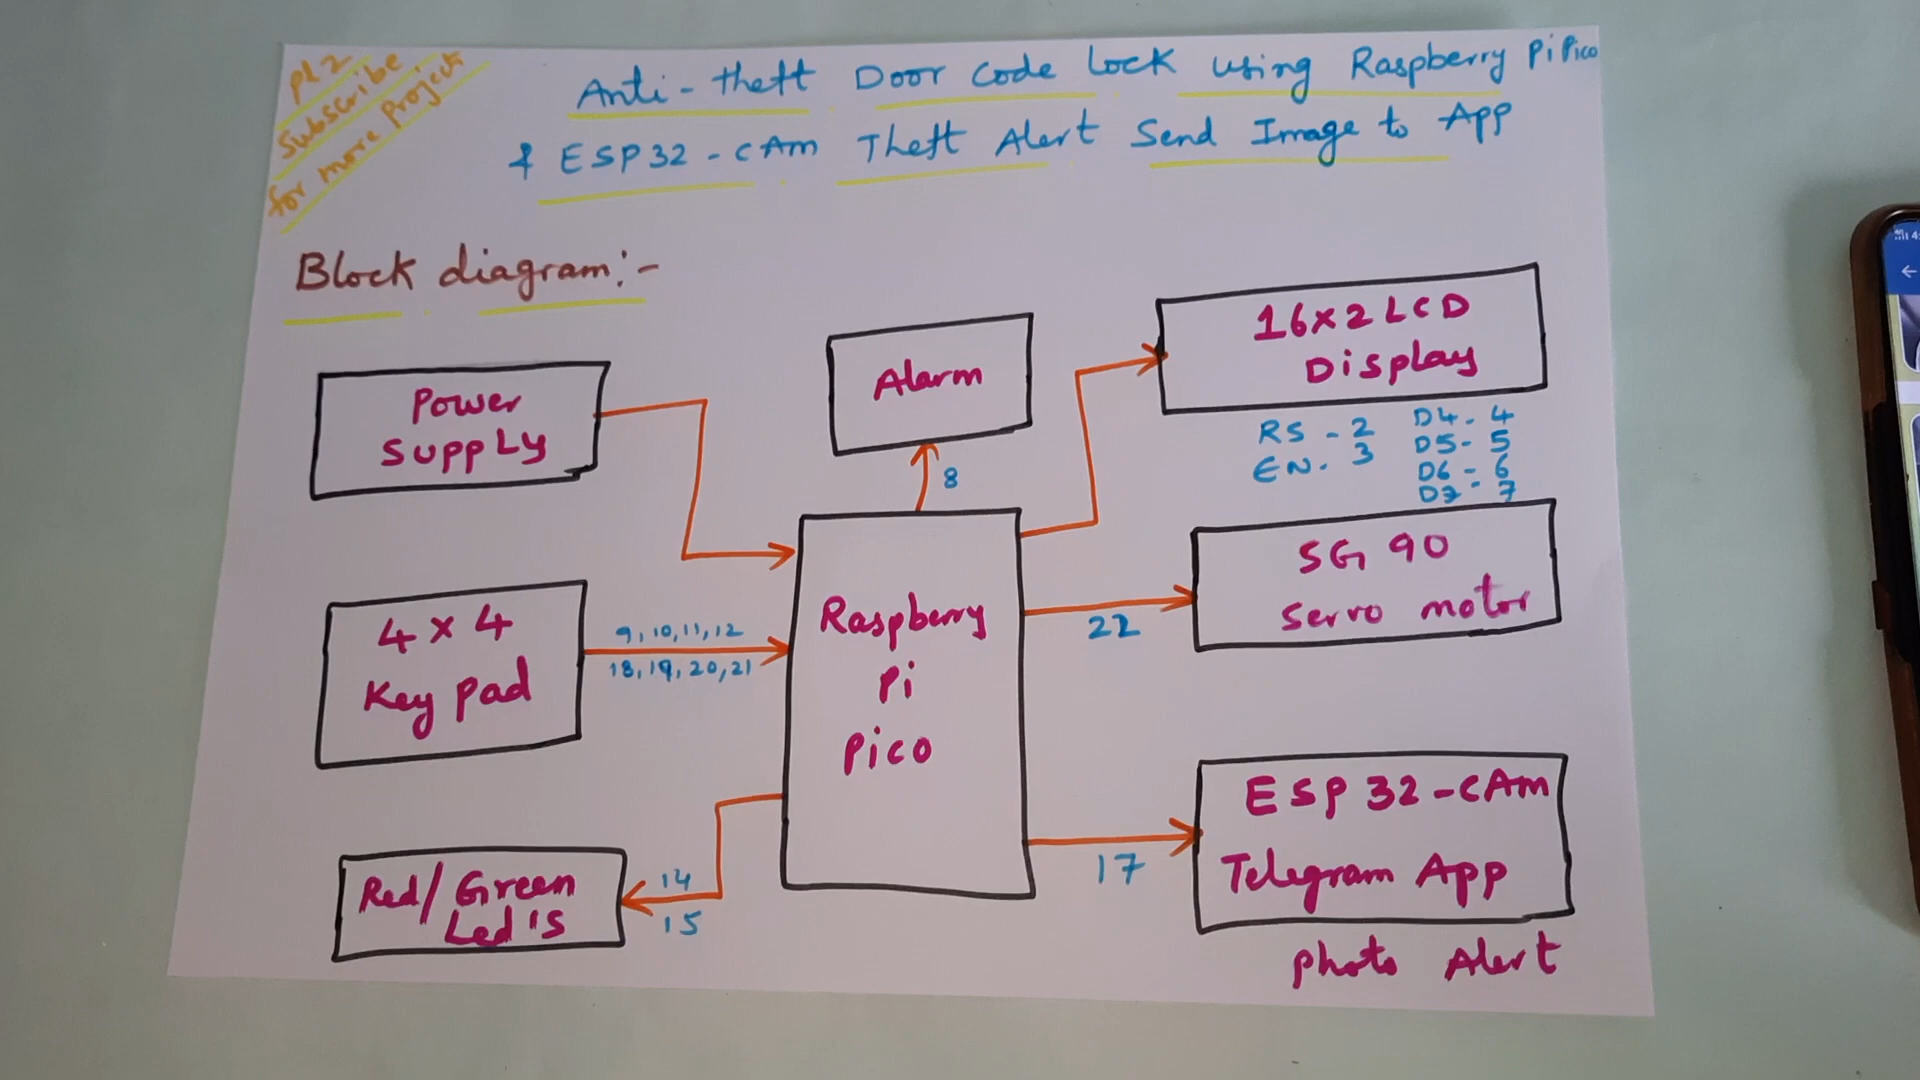 Plz
Subscribe
for more project
Anti-theft Door Code lock using Raspberry Pi Pico
& ESP32-CAM Theft Alert Send Image to App
Block diagram:-
Power
Supply
Alarm
8
16x2 LCD
Display
RS - 2
EN. 3
D4. 4
D5- 5
D6 - 6
D7- 7
4x4
Key pad
9,10,11,12
18,19,20,21
Raspberry
Pi
Pico
SG 90
Servo motor
22
Red/Green
Led's
14
15
ESP 32-CAM
Telegram App
17
photo Alert